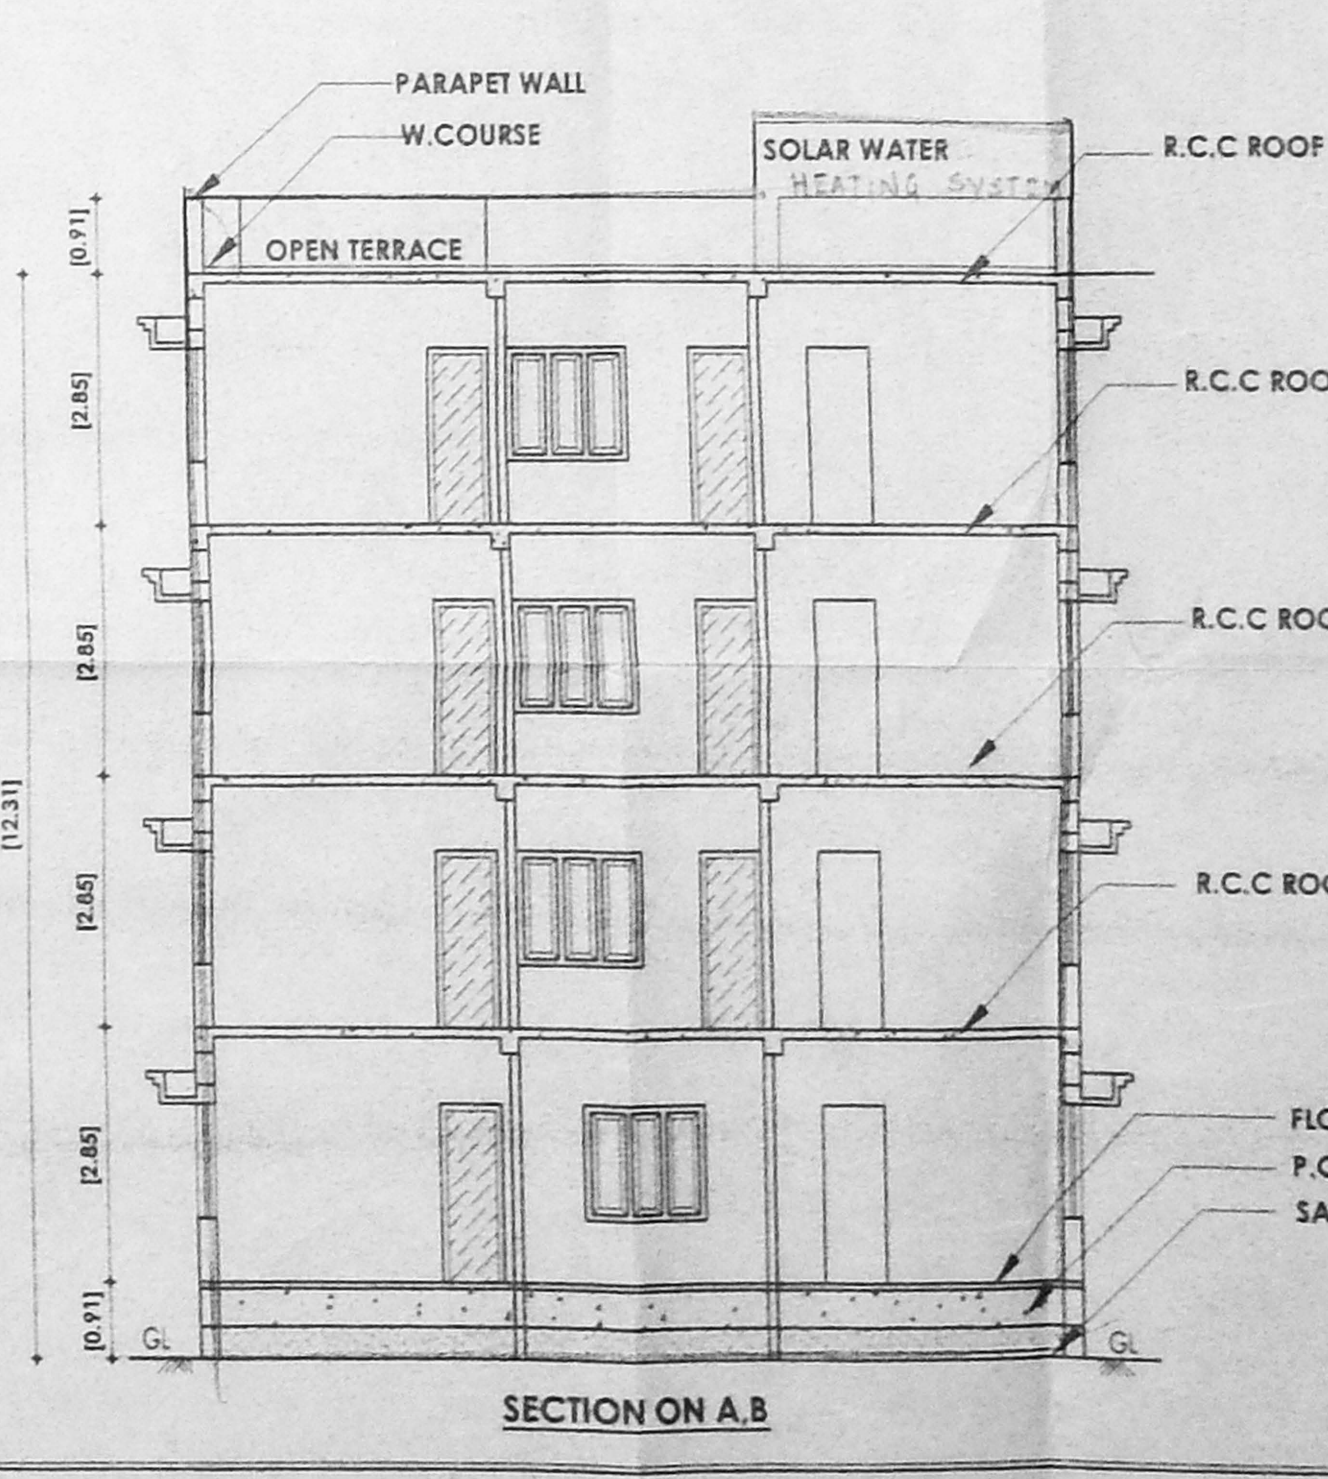 PARAPET WALL
W.COURSE
SOLAR WATER
HEATING SYSTEM
R.C.C ROOF
[0.91]
OPEN TERRACE
[2.85]
R.C.C ROO
[2.85]
R.C.C ROO
[12.31]
[2.85]
R.C.C ROO
[2.85]
FLO
P.C
SA
[0.91]
GL
GL
SECTION ON A,B